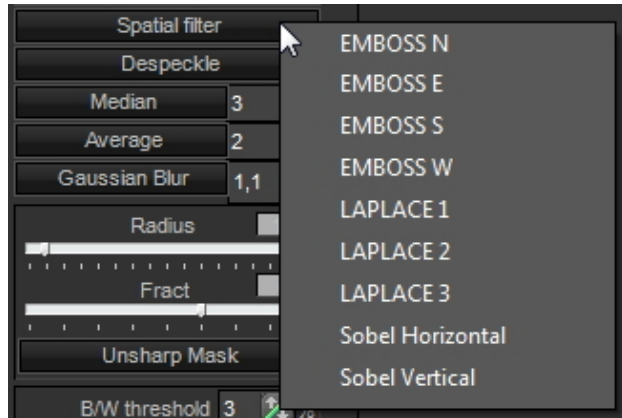 Spatial filter
Despeckle
Median 3
Average 2
Gaussian Blur 1,1
Radius
Fract
Unsharp Mask
B/W threshold 3 %
EMBOSS N
EMBOSS E
EMBOSS S
EMBOSS W
LAPLACE 1
LAPLACE 2
LAPLACE 3
Sobel Horizontal
Sobel Vertical